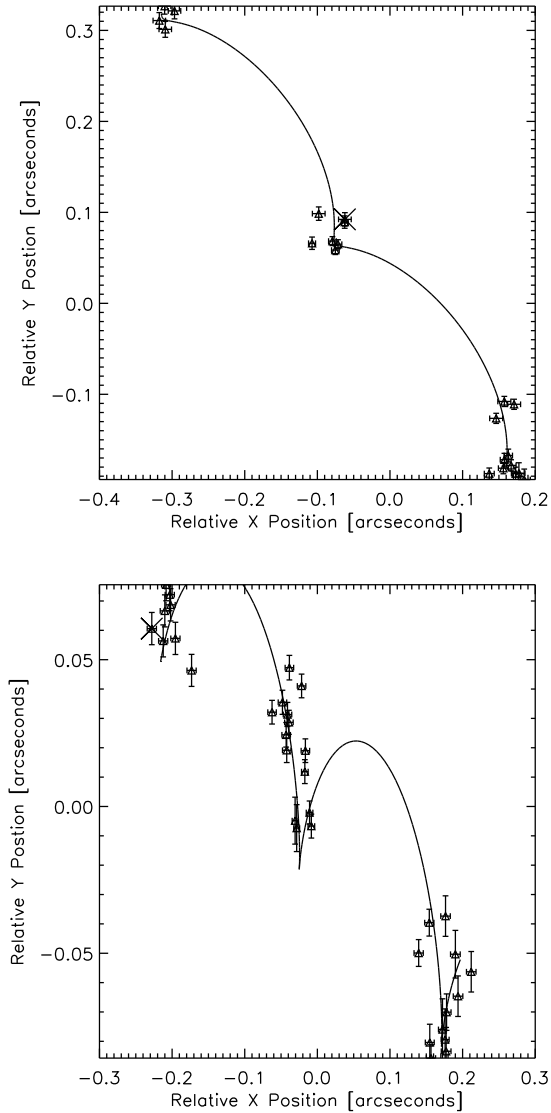 0.3
0.2
0.1
0.0
−0.1
Relative Y Postion [arcseconds]
−0.4 −0.3 −0.2 −0.1 0.0 0.1 0.2
Relative X Position [arcseconds]
0.05
0.00
−0.05
Relative Y Postion [arcseconds]
−0.3 −0.2 −0.1 0.0 0.1 0.2 0.3
Relative X Position [arcseconds]